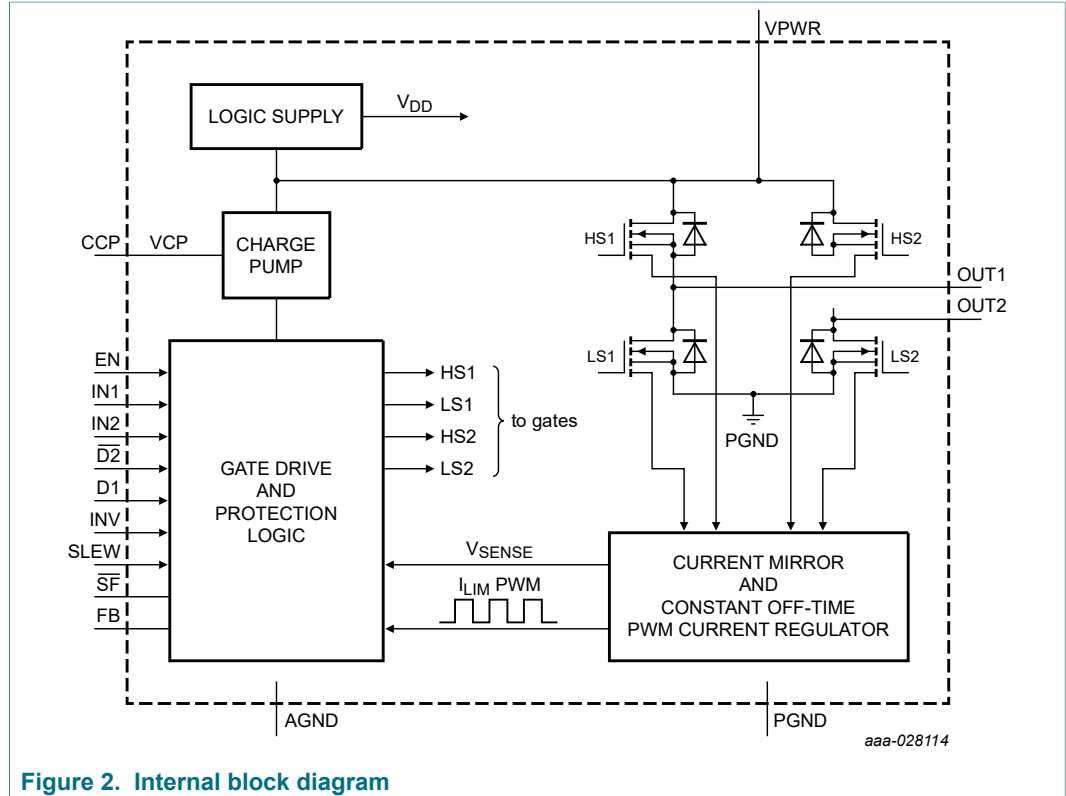 VPWR
LOGIC SUPPLY
VDD
CCP
VCP
CHARGE
PUMP
HS1
HS2
OUT1
OUT2
LS1
LS2
PGND
EN
IN1
IN2
D2
D1
INV
SLEW
SF
FB
GATE DRIVE
AND
PROTECTION
LOGIC
HS1
LS1
HS2
LS2
to gates
VSENSE
ILIM PWM
CURRENT MIRROR
AND
CONSTANT OFF-TIME
PWM CURRENT REGULATOR
AGND
PGND
aaa-028114
Figure 2. Internal block diagram